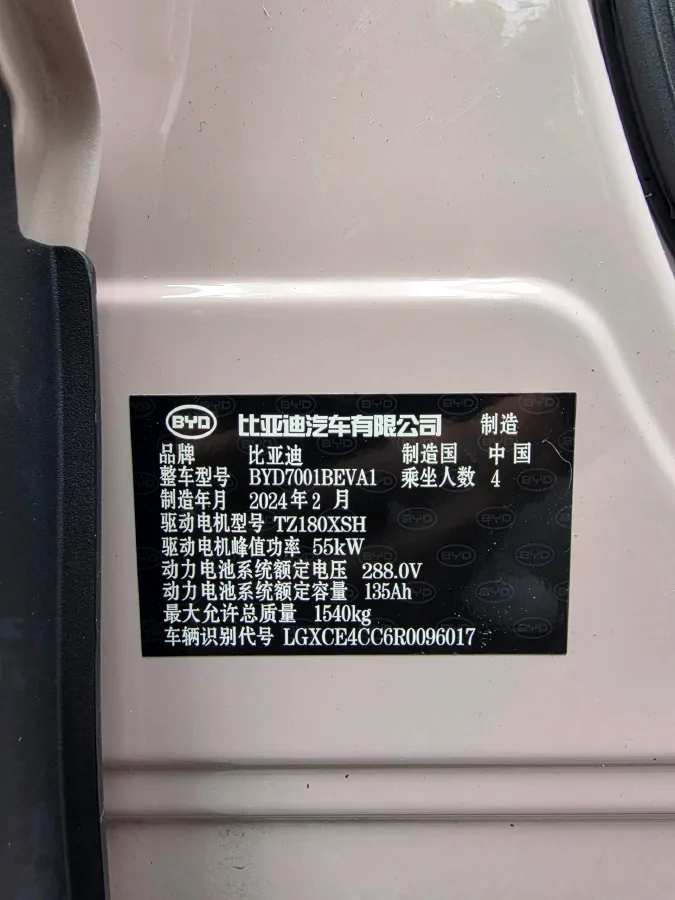 BYD 比亚迪汽车有限公司 制造
品牌 比亚迪 制造国 中国
整车型号 BYD7001BEVA1 乘坐人数 4
制造年月 2024年2月
驱动电机型号 TZ180XSH
驱动电机峰值功率 55kW
动力电池系统额定电压 288.0V
动力电池系统额定容量 135Ah
最大允许总质量 1540kg
车辆识别代号 LGXCE4CC6R0096017